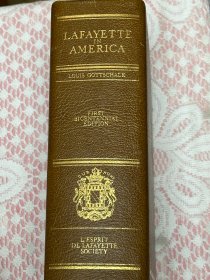 LAFAYETTE
IN
AMERICA
LOUIS GOTTSCHALK
FIRST
BICENTENNIAL
EDITION
L'ESPRIT
DE LAFAYETTE
SOCIETY